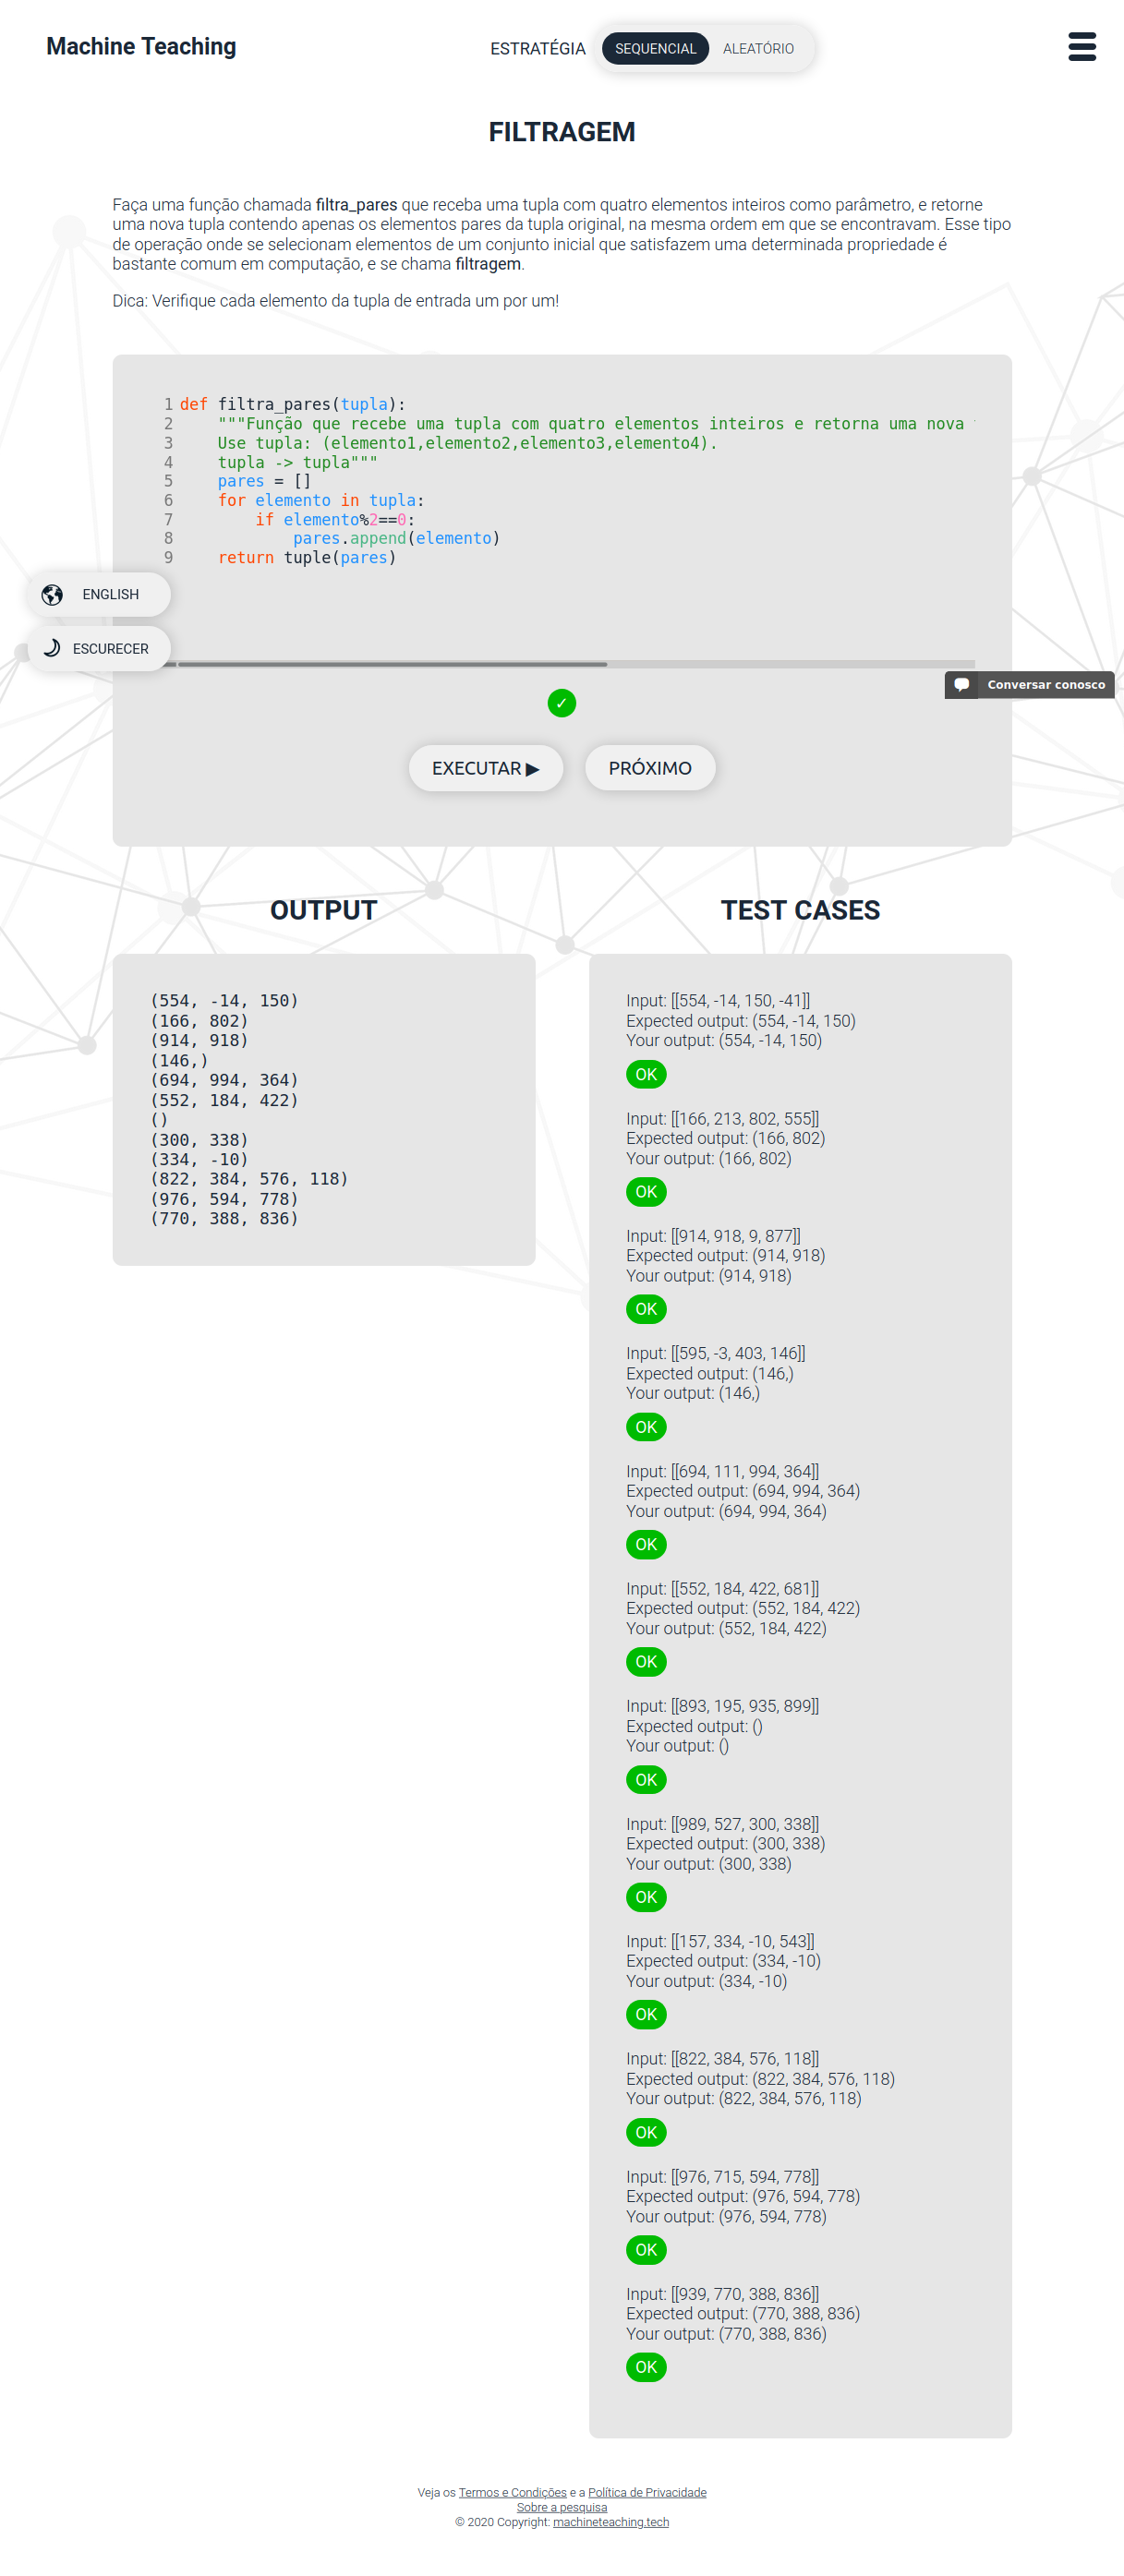 Machine Teaching
ESTRATÉGIA SEQUENCIAL ALEATÓRIO
FILTRAGEM
Faça uma função chamada filtra_pares que receba uma tupla com quatro elementos inteiros como parâmetro, e retorne
uma nova tupla contendo apenas os elementos pares da tupla original, na mesma ordem em que se encontravam. Esse tipo
de operação onde se selecionam elementos de um conjunto inicial que satisfazem uma determinada propriedade é
bastante comum em computação, e se chama filtragem.
Dica: Verifique cada elemento da tupla de entrada um por um!
1 def filtra_pares(tupla):
2     """Função que recebe uma tupla com quatro elementos inteiros e retorna uma nova
3     Use tupla: (elemento1,elemento2,elemento3,elemento4).
4     tupla -> tupla"""
5     pares = []
6     for elemento in tupla:
7         if elemento%2==0:
8             pares.append(elemento)
9     return tuple(pares)
ENGLISH
ESCURECER
Conversar conosco
✓
EXECUTAR ▶ PRÓXIMO
OUTPUT
(554, -14, 150)
(166, 802)
(914, 918)
(146,)
(694, 994, 364)
(552, 184, 422)
()
(300, 338)
(334, -10)
(822, 384, 576, 118)
(976, 594, 778)
(770, 388, 836)
TEST CASES
Input: [[554, -14, 150, -41]]
Expected output: (554, -14, 150)
Your output: (554, -14, 150)
OK
Input: [[166, 213, 802, 555]]
Expected output: (166, 802)
Your output: (166, 802)
OK
Input: [[914, 918, 9, 877]]
Expected output: (914, 918)
Your output: (914, 918)
OK
Input: [[595, -3, 403, 146]]
Expected output: (146,)
Your output: (146,)
OK
Input: [[694, 111, 994, 364]]
Expected output: (694, 994, 364)
Your output: (694, 994, 364)
OK
Input: [[552, 184, 422, 681]]
Expected output: (552, 184, 422)
Your output: (552, 184, 422)
OK
Input: [[893, 195, 935, 899]]
Expected output: ()
Your output: ()
OK
Input: [[989, 527, 300, 338]]
Expected output: (300, 338)
Your output: (300, 338)
OK
Input: [[157, 334, -10, 543]]
Expected output: (334, -10)
Your output: (334, -10)
OK
Input: [[822, 384, 576, 118]]
Expected output: (822, 384, 576, 118)
Your output: (822, 384, 576, 118)
OK
Input: [[976, 715, 594, 778]]
Expected output: (976, 594, 778)
Your output: (976, 594, 778)
OK
Input: [[939, 770, 388, 836]]
Expected output: (770, 388, 836)
Your output: (770, 388, 836)
OK
Veja os Termos e Condições e a Política de Privacidade
Sobre a pesquisa
© 2020 Copyright: machineteaching.tech